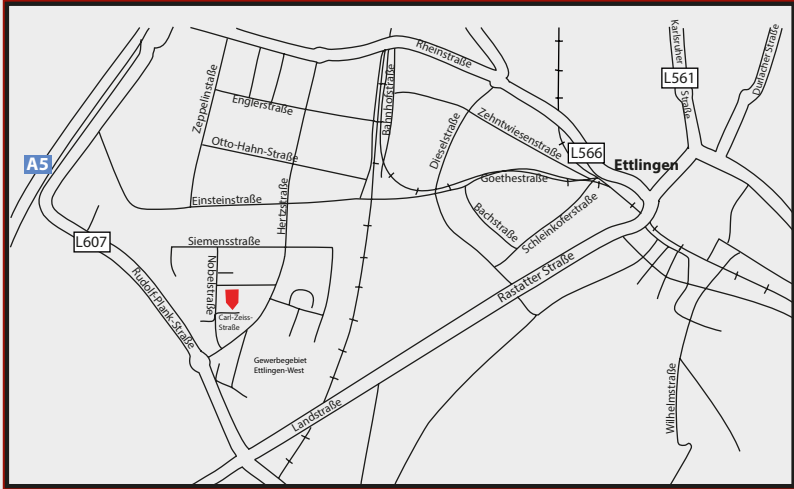 Rheinstraße
Karlsruher
Straße
Durlacher Straße
L561
Zeppelinstaße
Englerstraße
Bahnhofstraße
Dieselstraße
Zehntwiesenstraße
L566
Ettlingen
A5
Otto-Hahn-Straße
Goethestraße
Einsteinstraße
Hertzstraße
Bachstraße
Schleinkoferstraße
L607
Siemensstraße
Nobelstraße
Rudolf-Plank-Straße
Rastatter Straße
Carl-Zeiss-
Straße
Gewerbegebiet
Ettlingen-West
Landstraße
Wilhelmstraße